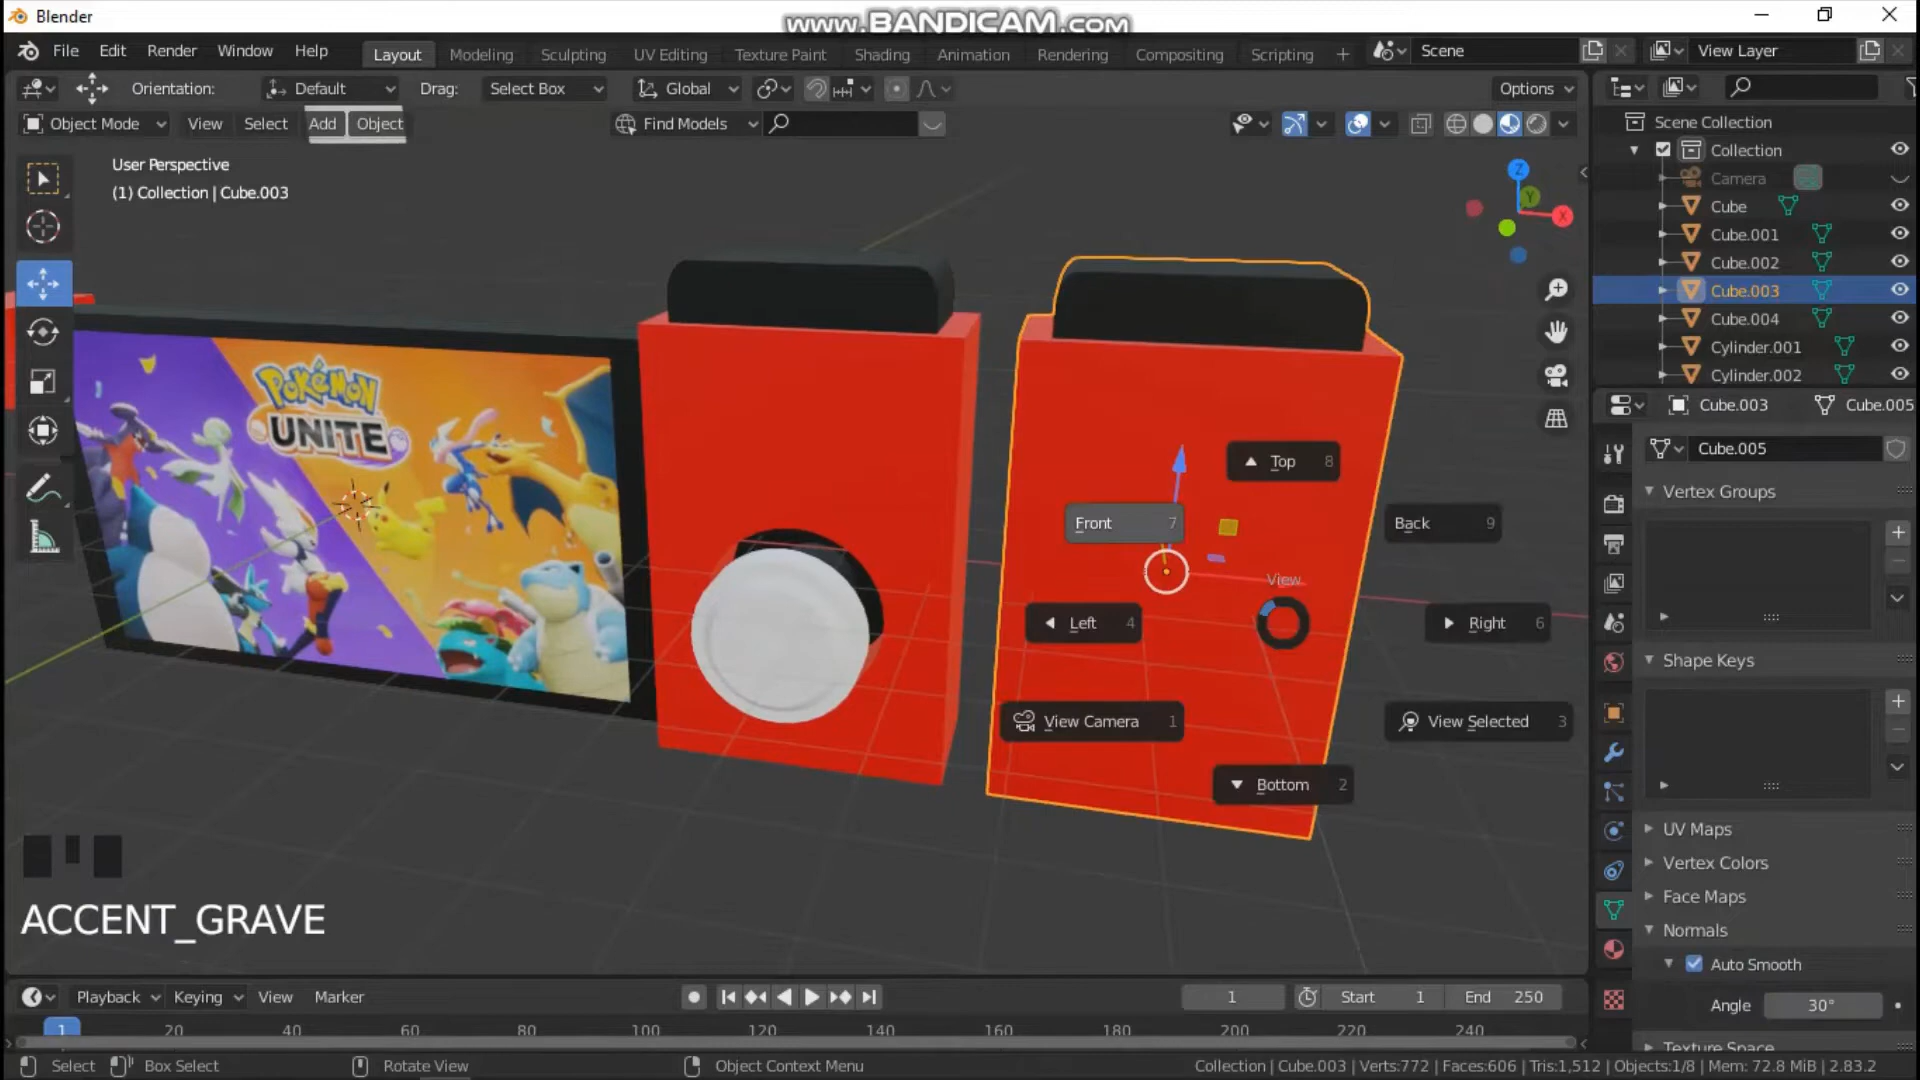 Blender
www.BANDICAM.com
File Edit Render Window Help
Layout Modeling Sculpting UV Editing Texture Paint Shading Animation Rendering Compositing Scripting +
Scene
View Layer
Orientation: Default Drag: Select Box Global Options
Object Mode View Select Add Object Find Models
User Perspective
(1) Collection | Cube.003
Z
Y
X
Scene Collection
Collection
Camera
Cube
Cube.001
Cube.002
Cube.003
Cube.004
Cylinder.001
Cylinder.002
Cube.003 Cube.005
Cube.005
Vertex Groups
Shape Keys
UV Maps
Vertex Colors
Face Maps
Normals
Auto Smooth
Angle 30°
Texture Space
POKéMON
UNITE
Top 8
Front 7
Back 9
View
Left 4
Right 6
View Camera 1
View Selected 3
Bottom 2
ACCENT_GRAVE
Playback Keying View Marker
1 Start 1 End 250
1 20 40 60 80 100 120 140 160 180 200 220 240
Select Box Select Rotate View Object Context Menu
Collection | Cube.003 | Verts:772 | Faces:606 | Tris:1,512 | Objects:1/8 | Mem: 72.8 MiB | 2.83.2